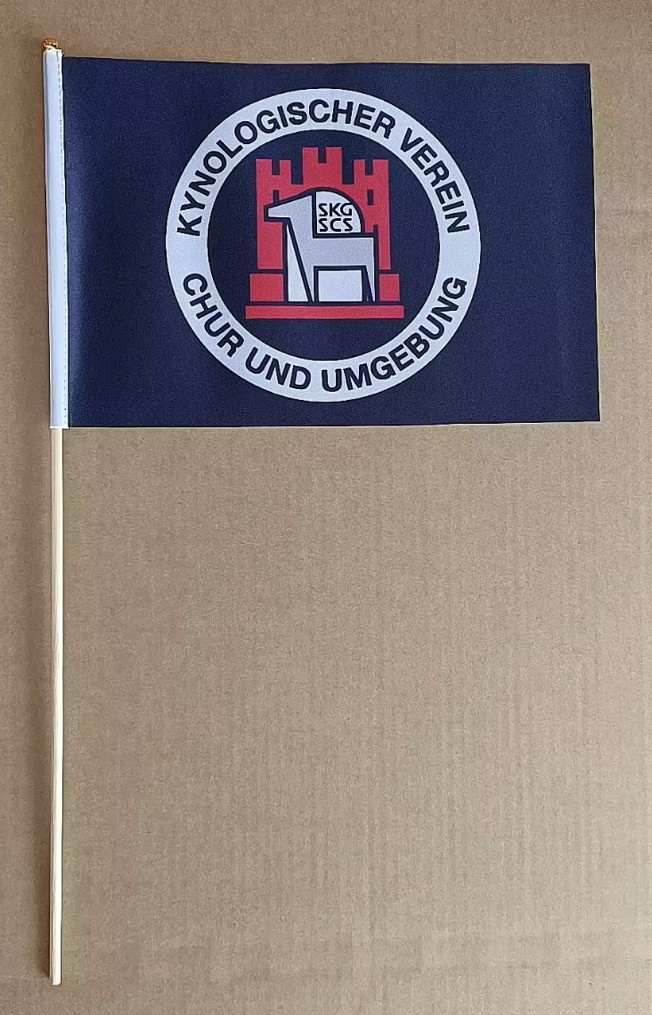 KYNOLOGISCHER VEREIN
SKG
SCS
CHUR UND UMGEBUNG